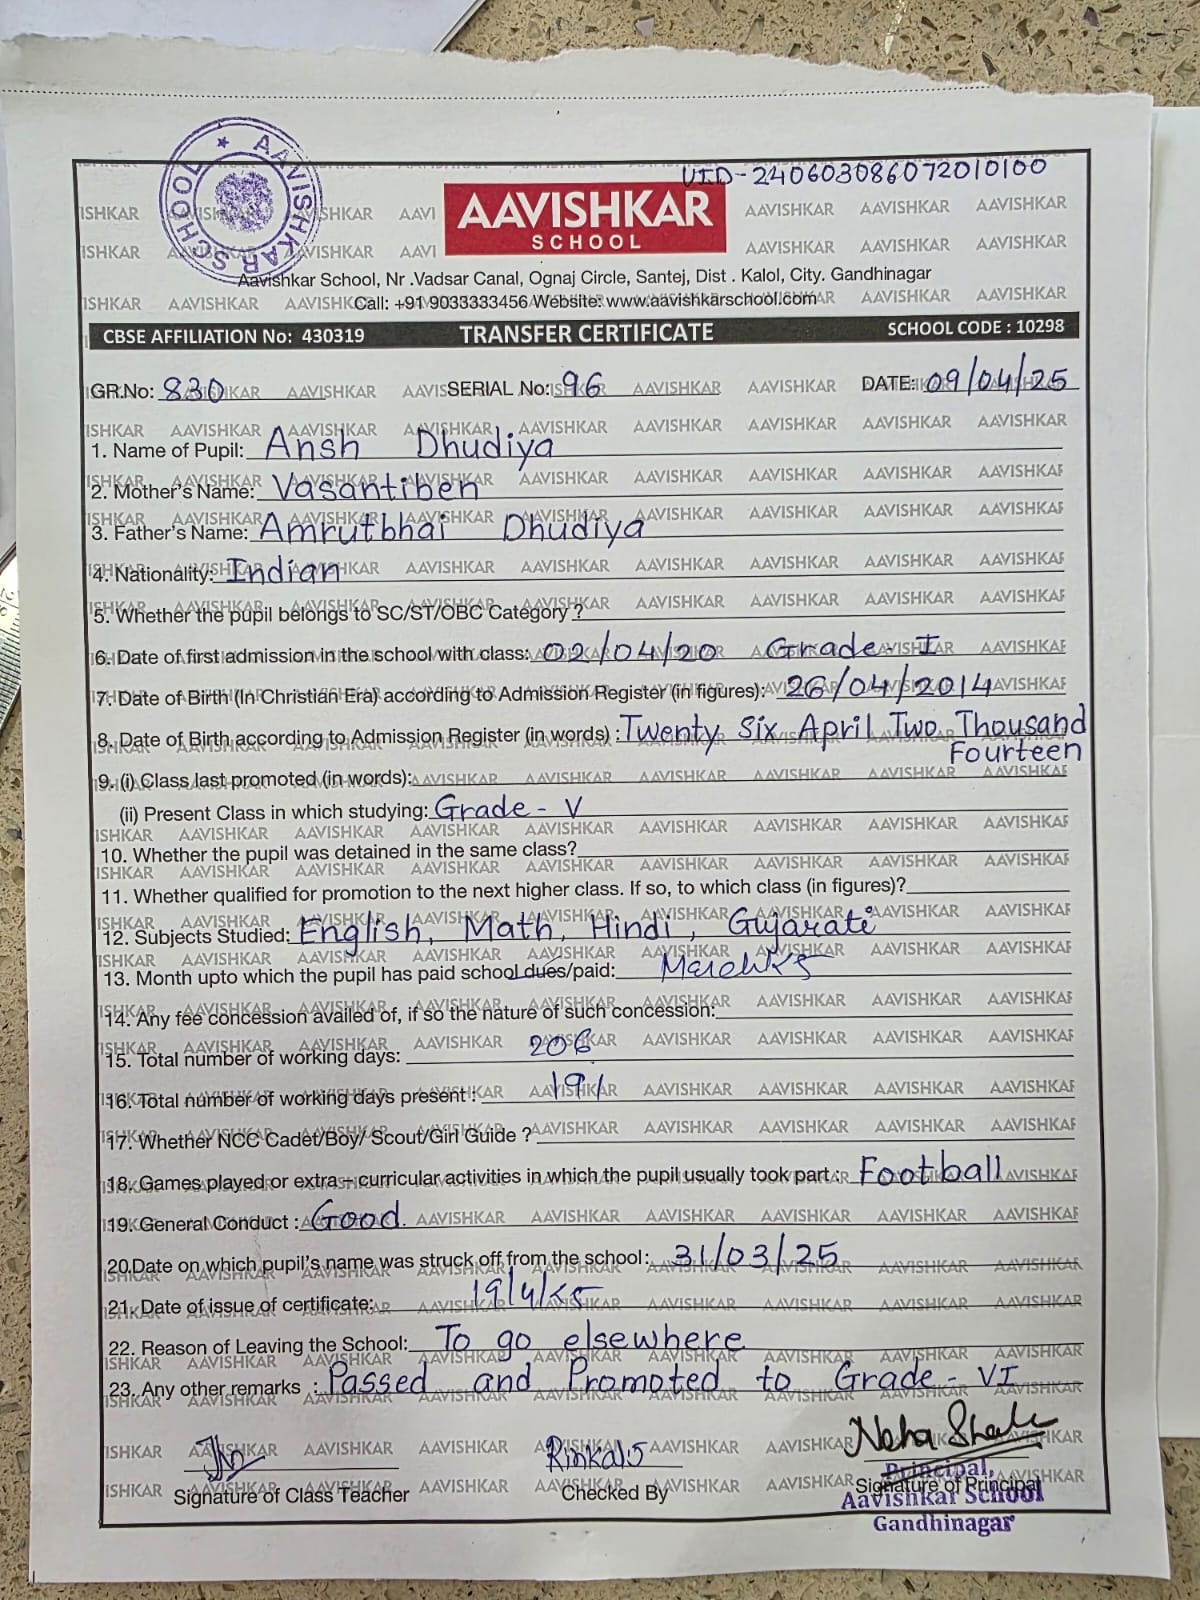 AAVISHKAR SCHOOL
UID-240603086072010100
AAVISHKAR
SCHOOL
Aavishkar School, Nr .Vadsar Canal, Ognaj Circle, Santej, Dist . Kalol, City. Gandhinagar
Call: +91 9033333456 Website: www.aavishkarschool.com
CBSE AFFILIATION No: 430319 TRANSFER CERTIFICATE SCHOOL CODE : 10298
GR.No: 830 SERIAL No: 96 DATE: 09/04/25
1. Name of Pupil: Ansh Dhudiya
2. Mother's Name: Vasantiben
3. Father's Name: Amrutbhai Dhudiya
4. Nationality: Indian
5. Whether the pupil belongs to SC/ST/OBC Category ?
6. Date of first admission in the school with class: 02/04/20 Grade - I
7. Date of Birth (In Christian Era) according to Admission Register (in figures): 26/04/2014
8. Date of Birth according to Admission Register (in words) : Twenty Six April Two Thousand
Fourteen
9. (i) Class last promoted (in words):
(ii) Present Class in which studying: Grade - V
10. Whether the pupil was detained in the same class?
11. Whether qualified for promotion to the next higher class. If so, to which class (in figures)?
12. Subjects Studied: English, Math, Hindi, Gujarati
13. Month upto which the pupil has paid school dues/paid:
14. Any fee concession availed of, if so the nature of such concession:
15. Total number of working days: 206
16. Total number of working days present : 191
17. Whether NCC Cadet/Boy/ Scout/Girl Guide ?
18. Games played or extra – curricular activities in which the pupil usually took part : Football
19. General Conduct : Good.
20.Date on which pupil's name was struck off from the school: 31/03/25
21. Date of issue of certificate:
22. Reason of Leaving the School: To go elsewhere
23. Any other remarks : Passed and Promoted to Grade - VI
Neha Shah
Signature of Class Teacher Checked By Signature of Principal
Principal,
Aavishkar School
Gandhinagar